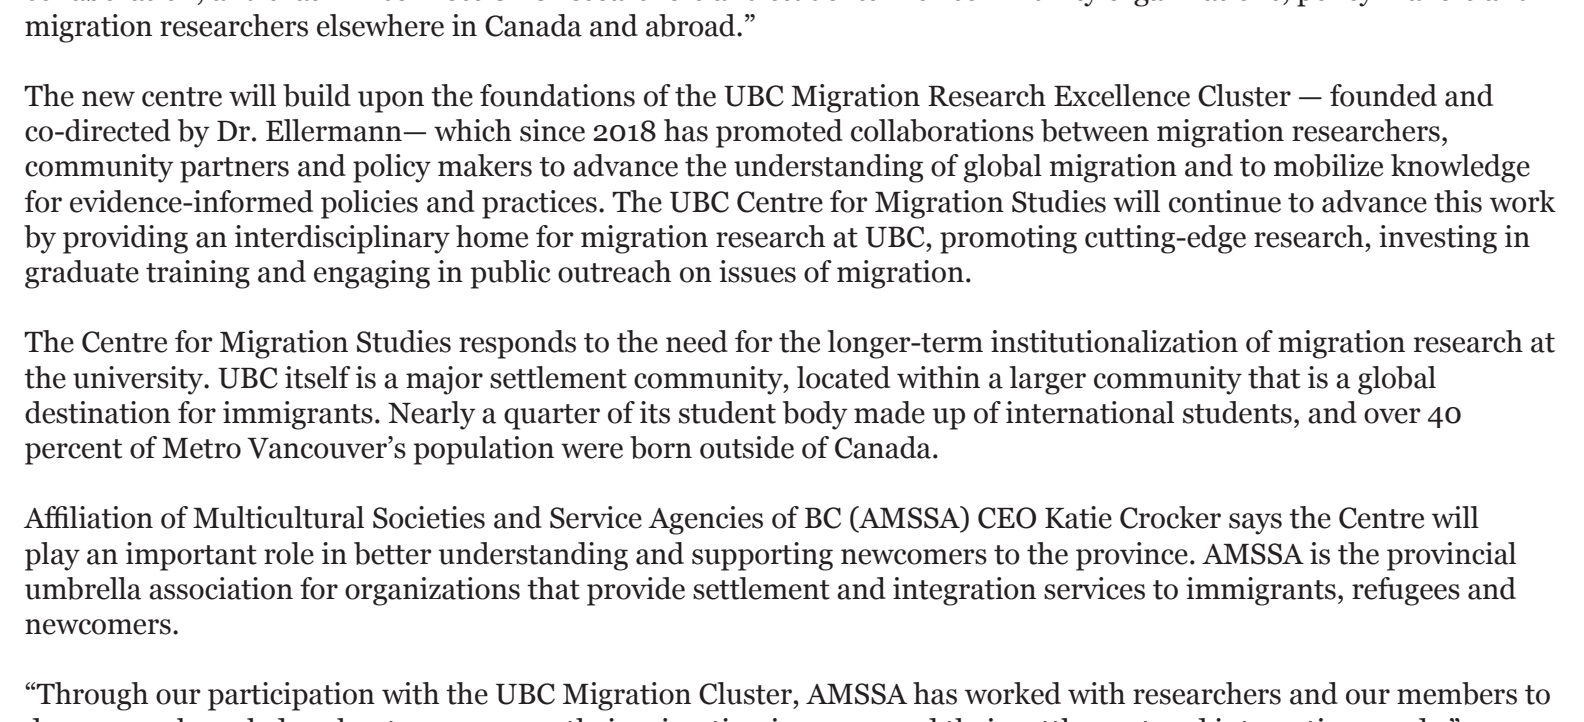 migration researchers elsewhere in Canada and abroad.”
The new centre will build upon the foundations of the UBC Migration Research Excellence Cluster — founded and
co-directed by Dr. Ellermann— which since 2018 has promoted collaborations between migration researchers,
community partners and policy makers to advance the understanding of global migration and to mobilize knowledge
for evidence-informed policies and practices. The UBC Centre for Migration Studies will continue to advance this work
by providing an interdisciplinary home for migration research at UBC, promoting cutting-edge research, investing in
graduate training and engaging in public outreach on issues of migration.
The Centre for Migration Studies responds to the need for the longer-term institutionalization of migration research at
the university. UBC itself is a major settlement community, located within a larger community that is a global
destination for immigrants. Nearly a quarter of its student body made up of international students, and over 40
percent of Metro Vancouver’s population were born outside of Canada.
Affiliation of Multicultural Societies and Service Agencies of BC (AMSSA) CEO Katie Crocker says the Centre will
play an important role in better understanding and supporting newcomers to the province. AMSSA is the provincial
umbrella association for organizations that provide settlement and integration services to immigrants, refugees and
newcomers.
“Through our participation with the UBC Migration Cluster, AMSSA has worked with researchers and our members to